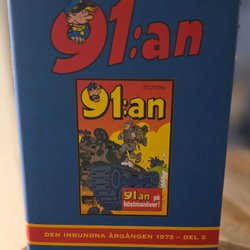 91:an
91:an
91:an
på
höstmanöver!
DEN INBUNDNA ÅRGÅNGEN 1972 – DEL 5